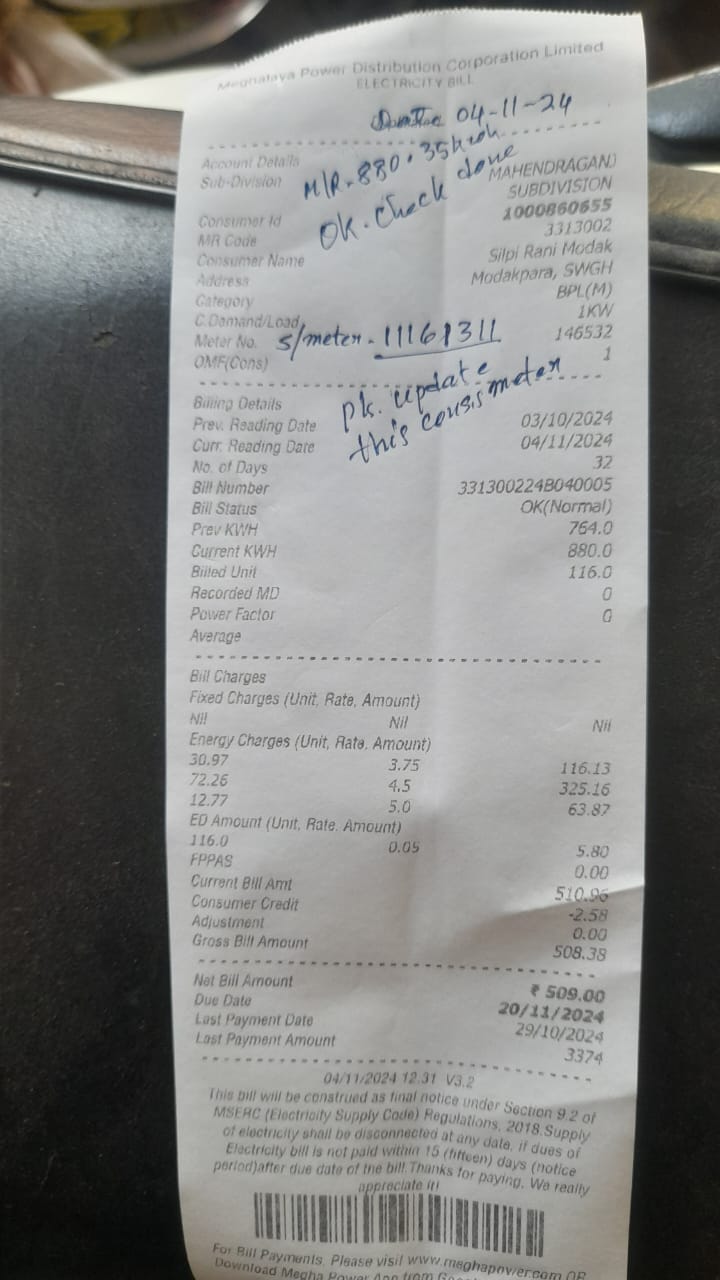 Meghalaya Power Distribution Corporation Limited
ELECTRICITY BILL
04-11-24
Account Details
M/R-880.35kwh
Sub-Division MAHENDRAGANJ SUBDIVISION
OK. Check done
Consumer Id 1000860655
MR Code 3313002
Consumer Name Silpi Rani Modak
Address Modakpara, SWGH
Category BPL(M)
C.Demand/Load 1KW
Meter No. 146532
S/meter - 11161311
OMF(Cons) 1
pl. update
this consis meter
Billing Details
Prev. Reading Date 03/10/2024
Curr. Reading Date 04/11/2024
No. of Days 32
Bill Number 331300224B040005
Bill Status OK(Normal)
Prev KWH 764.0
Current KWH 880.0
Billed Unit 116.0
Recorded MD 0
Power Factor 0
Average
Bill Charges
Fixed Charges (Unit, Rate, Amount)
Nil Nil Nil
Energy Charges (Unit, Rate, Amount)
30.97 3.75 116.13
72.26 4.5 325.16
12.77 5.0 63.87
ED Amount (Unit, Rate. Amount)
116.0 0.05 5.80
FPPAS 0.00
Current Bill Amt 510.96
Consumer Credit -2.58
Adjustment 0.00
Gross Bill Amount 508.38
Net Bill Amount ₹ 509.00
Due Date 20/11/2024
Last Payment Date 29/10/2024
Last Payment Amount 3374
04/11/2024 12.31 V3.2
This bill will be construed as final notice under Section 9.2 of
MSERC (Electricity Supply Code) Regulations, 2018.Supply
of electricity shall be disconnected at any date, if dues of
Electricity bill is not paid within 15 (fifteen) days (notice
period)after due date of the bill.Thanks for paying. We really
appreciate it!
For Bill Payments, Please visit www.meghapower.com OR
Download Megha Power App from